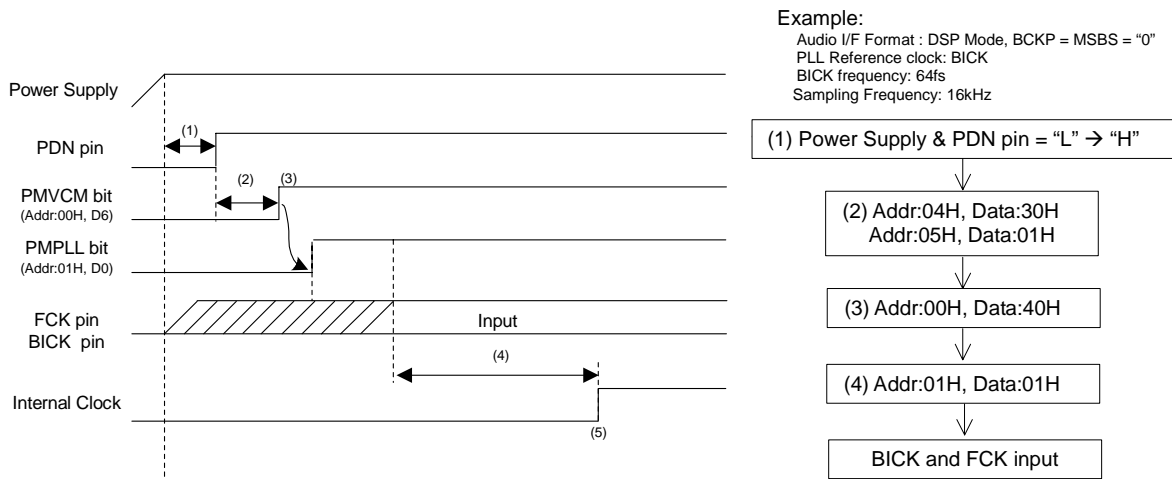 Example:
Audio I/F Format : DSP Mode, BCKP = MSBS = “0”
PLL Reference clock: BICK
BICK frequency: 64fs
Sampling Frequency: 16kHz
Power Supply
PDN pin
(1)
PMVCM bit
(Addr:00H, D6)
(2)
(3)
PMPLL bit
(Addr:01H, D0)
FCK pin
BICK pin
Input
(4)
Internal Clock
(5)
(1) Power Supply & PDN pin = “L” → “H”
(2) Addr:04H, Data:30H
Addr:05H, Data:01H
(3) Addr:00H, Data:40H
(4) Addr:01H, Data:01H
BICK and FCK input